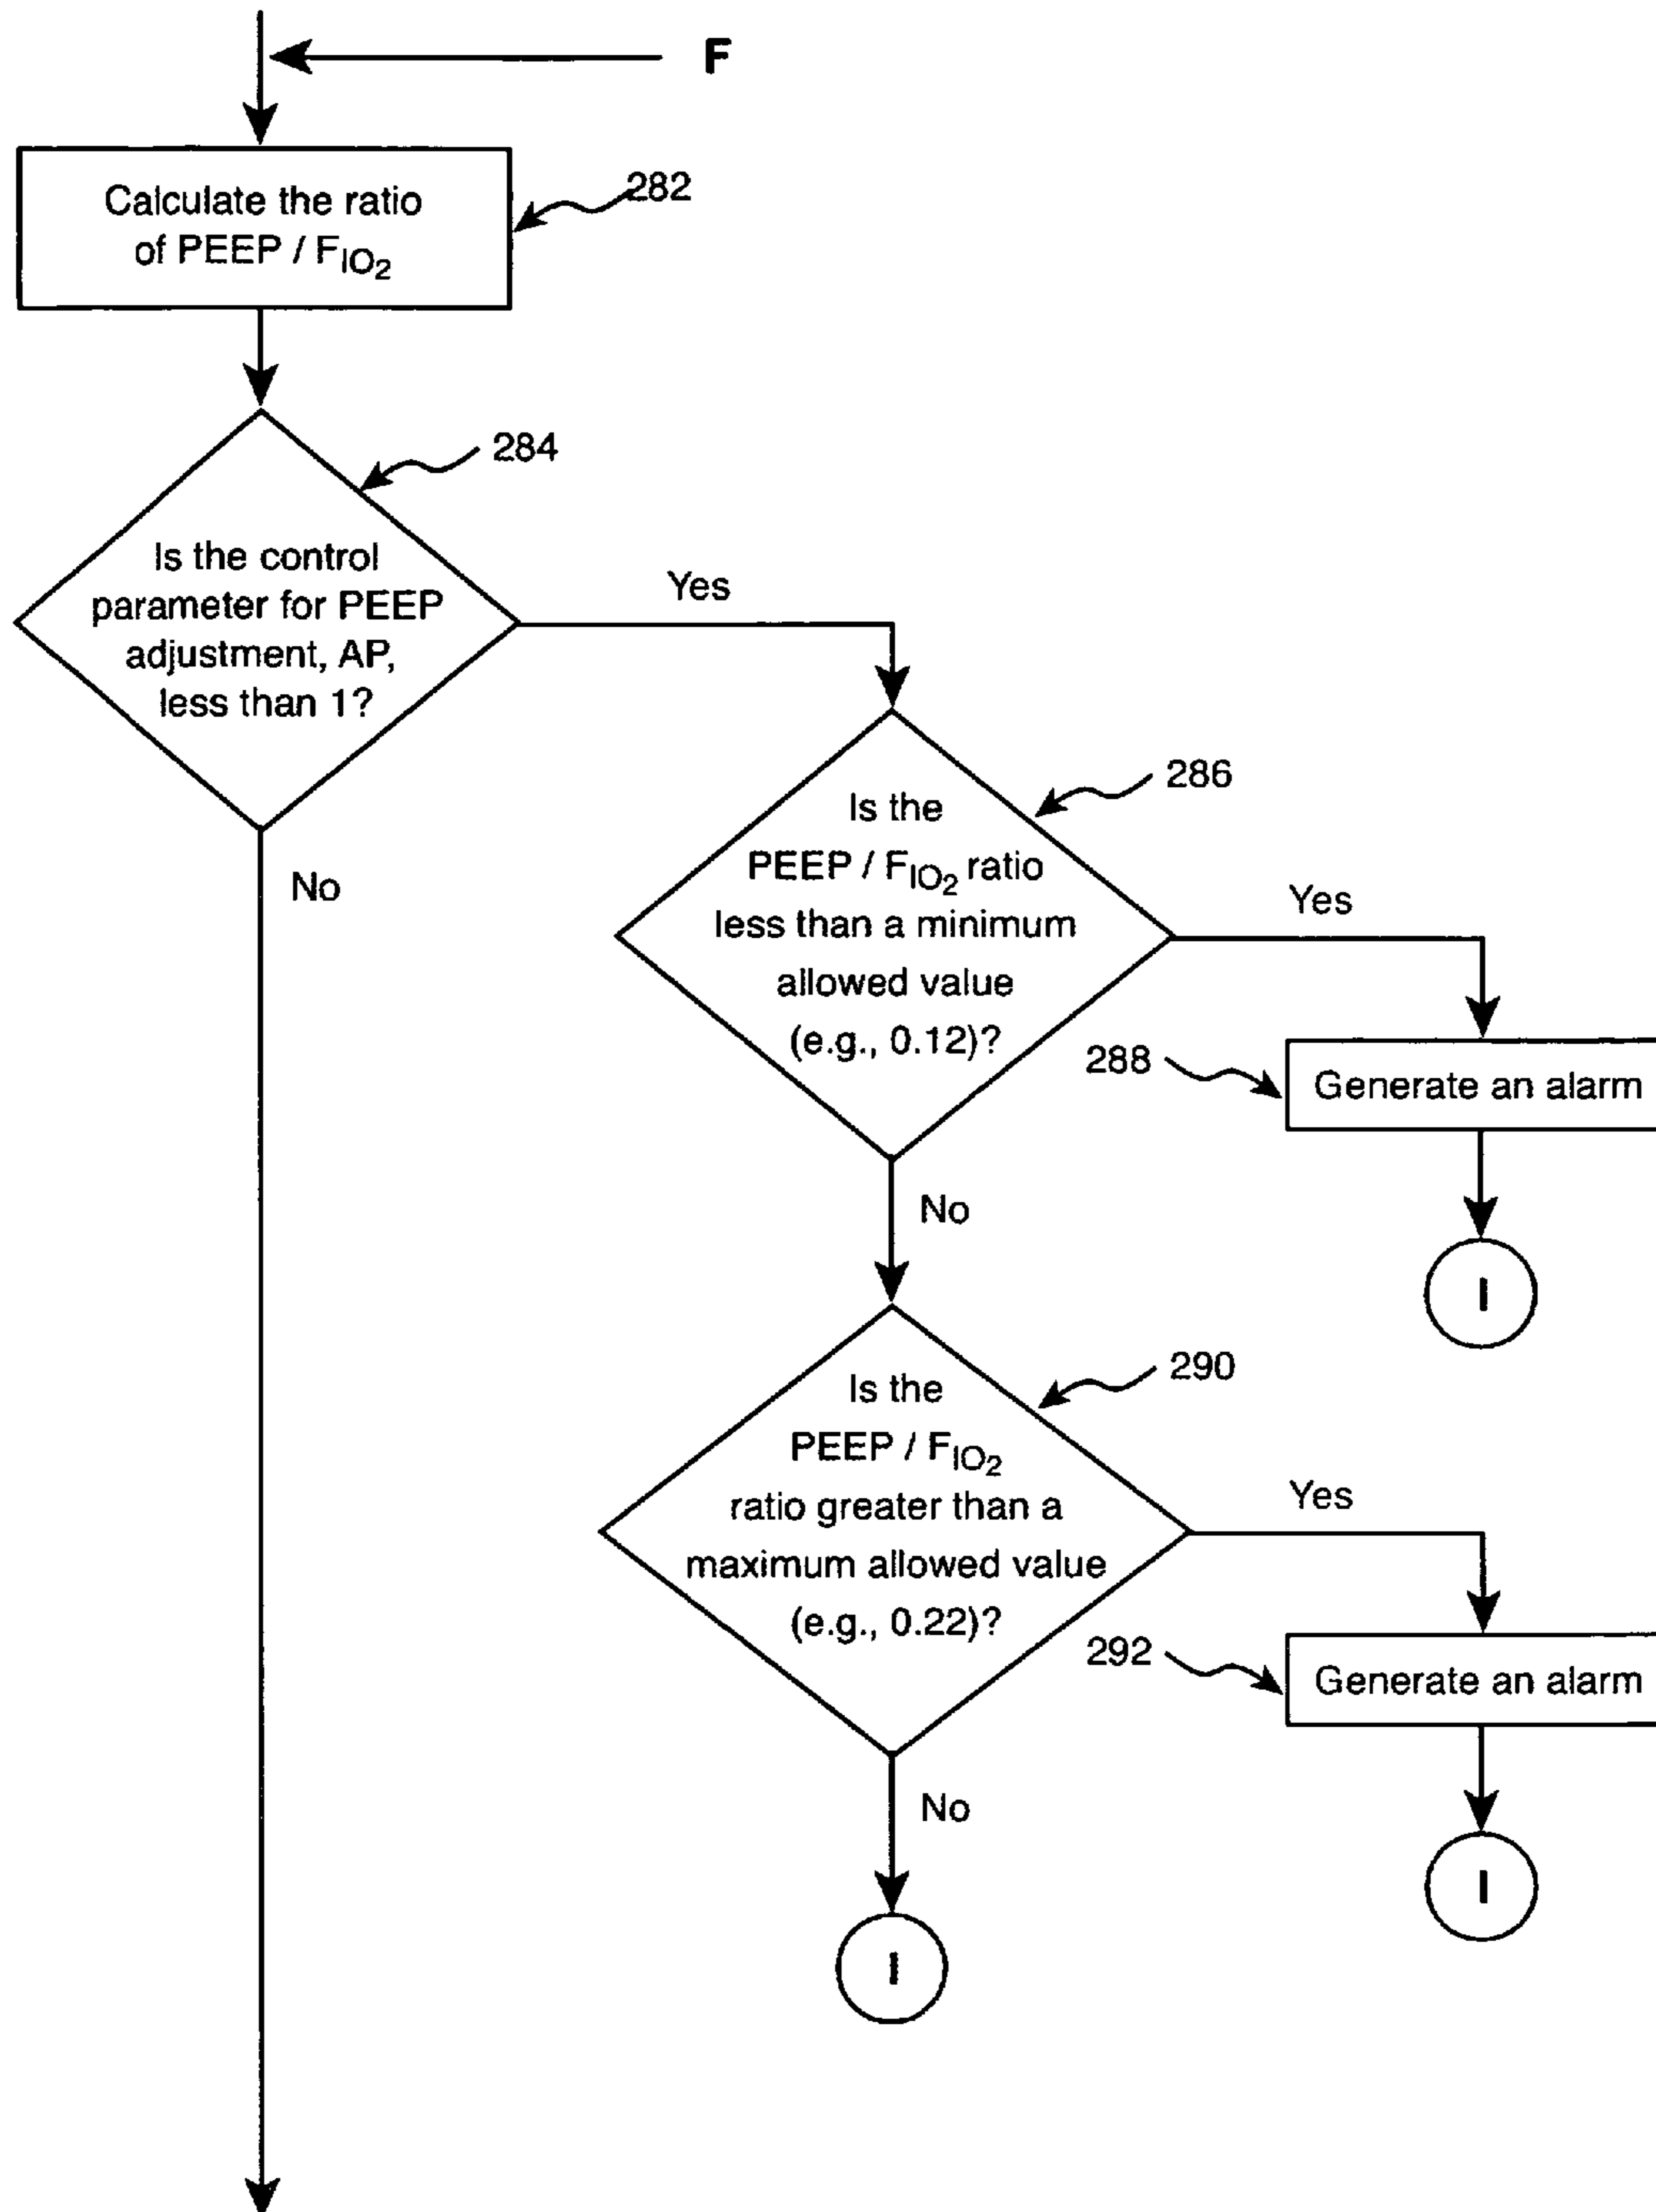 F
Calculate the ratio
of PEEP / FIO2
282
284
Is the control
parameter for PEEP
adjustment, AP,
less than 1?
Yes
No
286
Is the
PEEP / FIO2 ratio
less than a minimum
allowed value
(e.g., 0.12)?
Yes
288
Generate an alarm
I
No
290
Is the
PEEP / FIO2
ratio greater than a
maximum allowed value
(e.g., 0.22)?
Yes
292
Generate an alarm
I
No
I